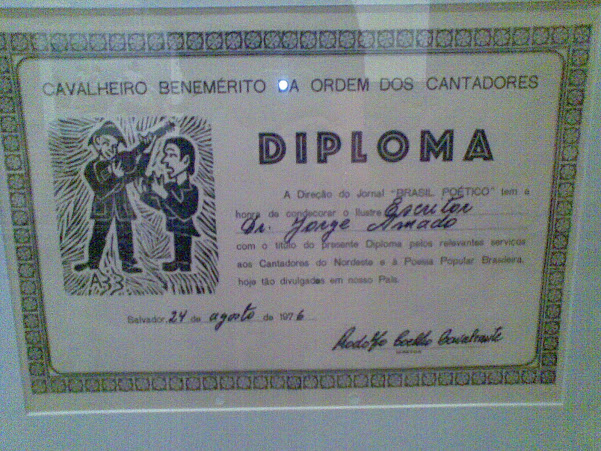 CAVALHEIRO BENEMÉRITO DA ORDEM DOS CANTADORES
DIPLOMA
A Direção do Jornal "BRASIL POÉTICO" tem a
honra de condecorar o Ilustre Escritor
Dr. Jorge Amado
com o título do presente Diploma pelos relevantes serviços
aos Cantadores do Nordeste e à Poesia Popular Brasileira,
hoje tão divulgadas em nosso País.
Salvador, 24 de agosto de 1976
Rodolfo Coelho Cavalcante
DIRETOR